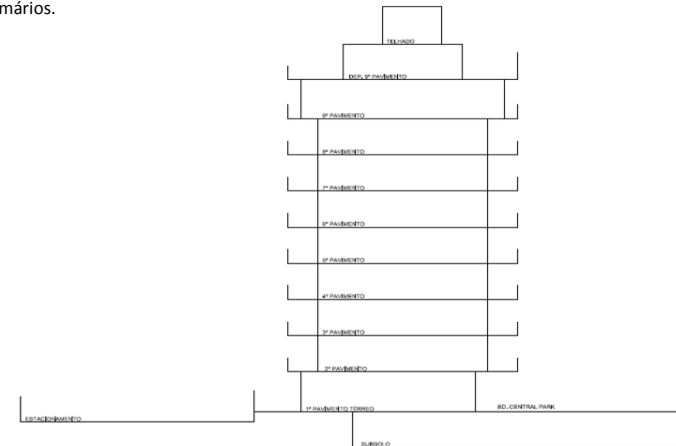 mários.
TELHADO
DEP. 9º PAVIMENTO
9º PAVIMENTO
8º PAVIMENTO
7º PAVIMENTO
6º PAVIMENTO
5º PAVIMENTO
4º PAVIMENTO
3º PAVIMENTO
2º PAVIMENTO
1º PAVIMENTO TÉRREO
ED. CENTRAL PARK
ESTACIONAMENTO
SUBSOLO